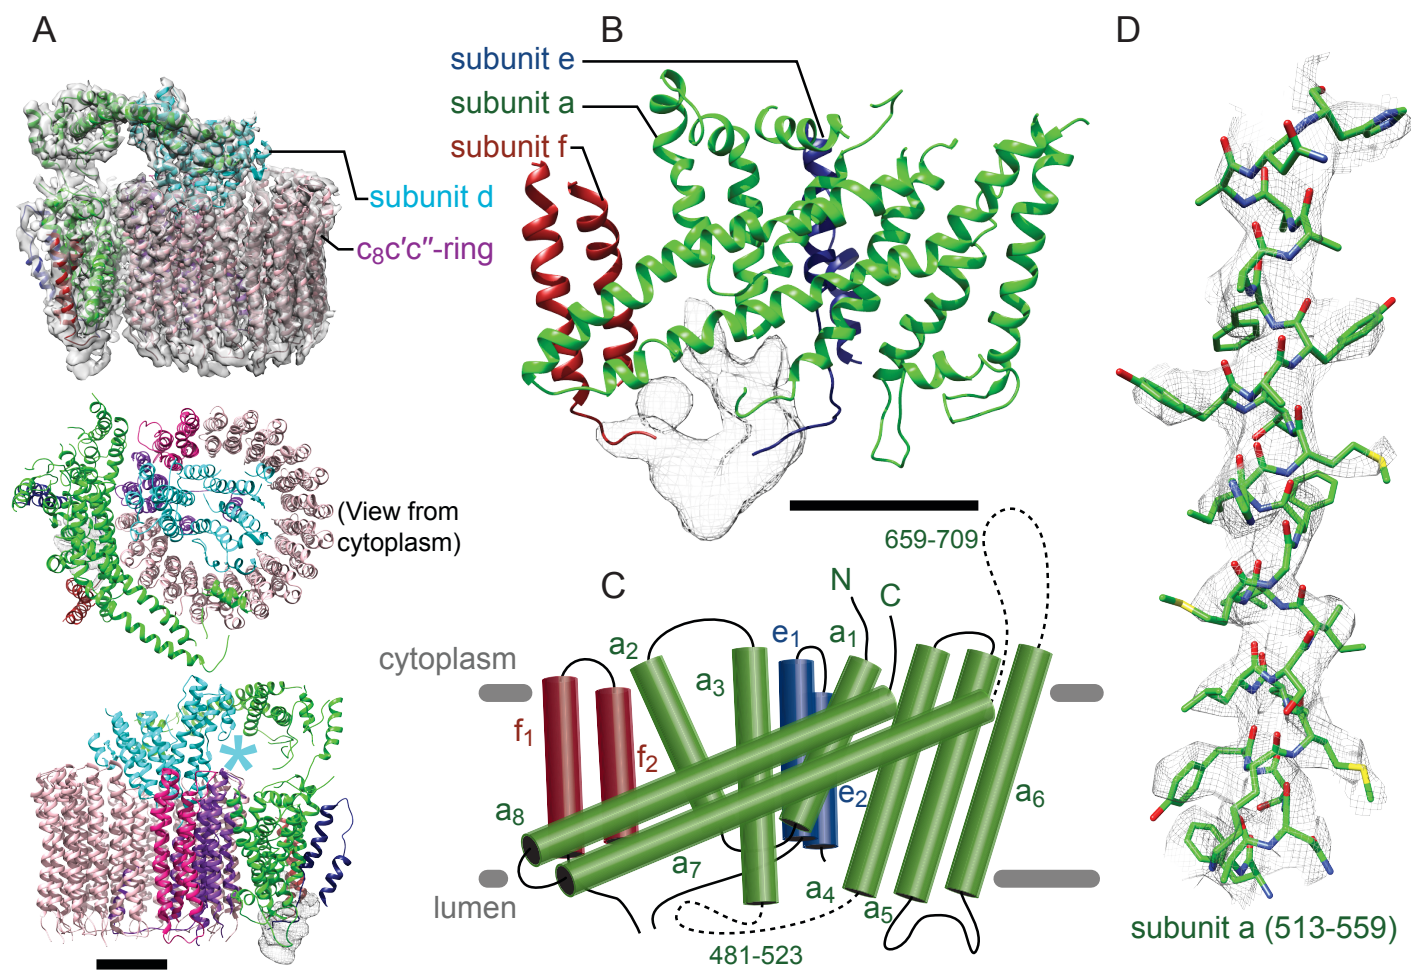 A
B
D
subunit e
subunit a
subunit f
subunit d
c₈c′c″-ring
(View from
cytoplasm)
*
659-709
C
N
C
a₂
e₁
a₁
cytoplasm
a₃
f₁
f₂
e₂
a₆
a₈
a₇
a₄
a₅
lumen
481-523
subunit a (513-559)